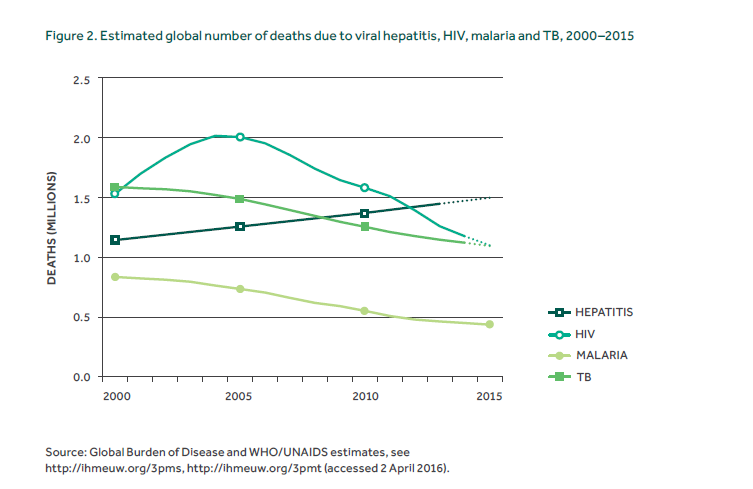 Figure 2. Estimated global number of deaths due to viral hepatitis, HIV, malaria and TB, 2000–2015
DEATHS (MILLIONS)
2.5
2.0
1.5
1.0
0.5
0.0
2000
2005
2010
2015
HEPATITIS
HIV
MALARIA
TB
Source: Global Burden of Disease and WHO/UNAIDS estimates, see
http://ihmeuw.org/3pms, http://ihmeuw.org/3pmt (accessed 2 April 2016).